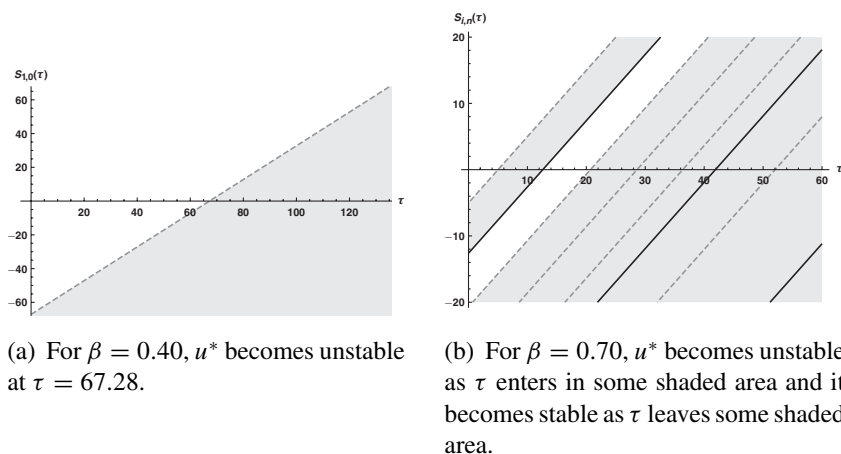 S1,0(τ)
60
40
20
20
40
60
80
100
120
τ
−20
−40
−60
Si,n(τ)
20
10
10
20
30
40
50
60
τ
−10
−20
(a) For β = 0.40, u* becomes unstable
at τ = 67.28.
(b) For β = 0.70, u* becomes unstable
as τ enters in some shaded area and it
becomes stable as τ leaves some shaded
area.